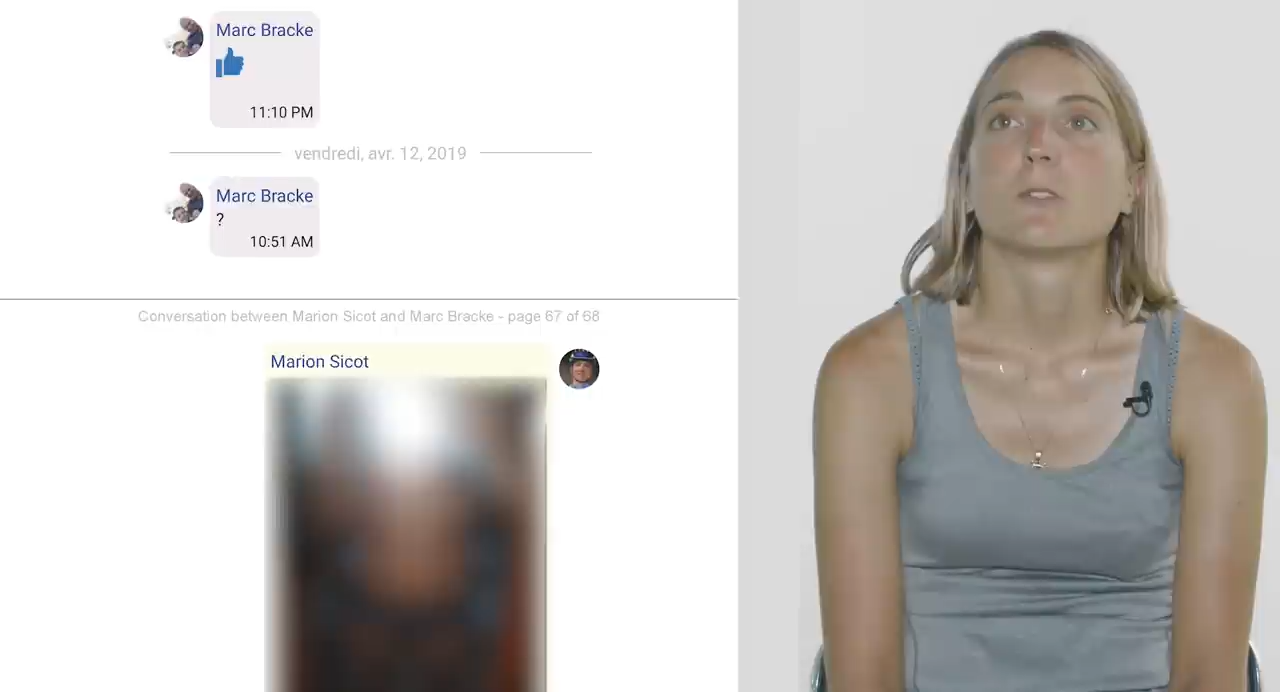 Marc Bracke
11:10 PM
vendredi, avr. 12, 2019
Marc Bracke
?
10:51 AM
Conversation between Marion Sicot and Marc Bracke - page 67 of 68
Marion Sicot